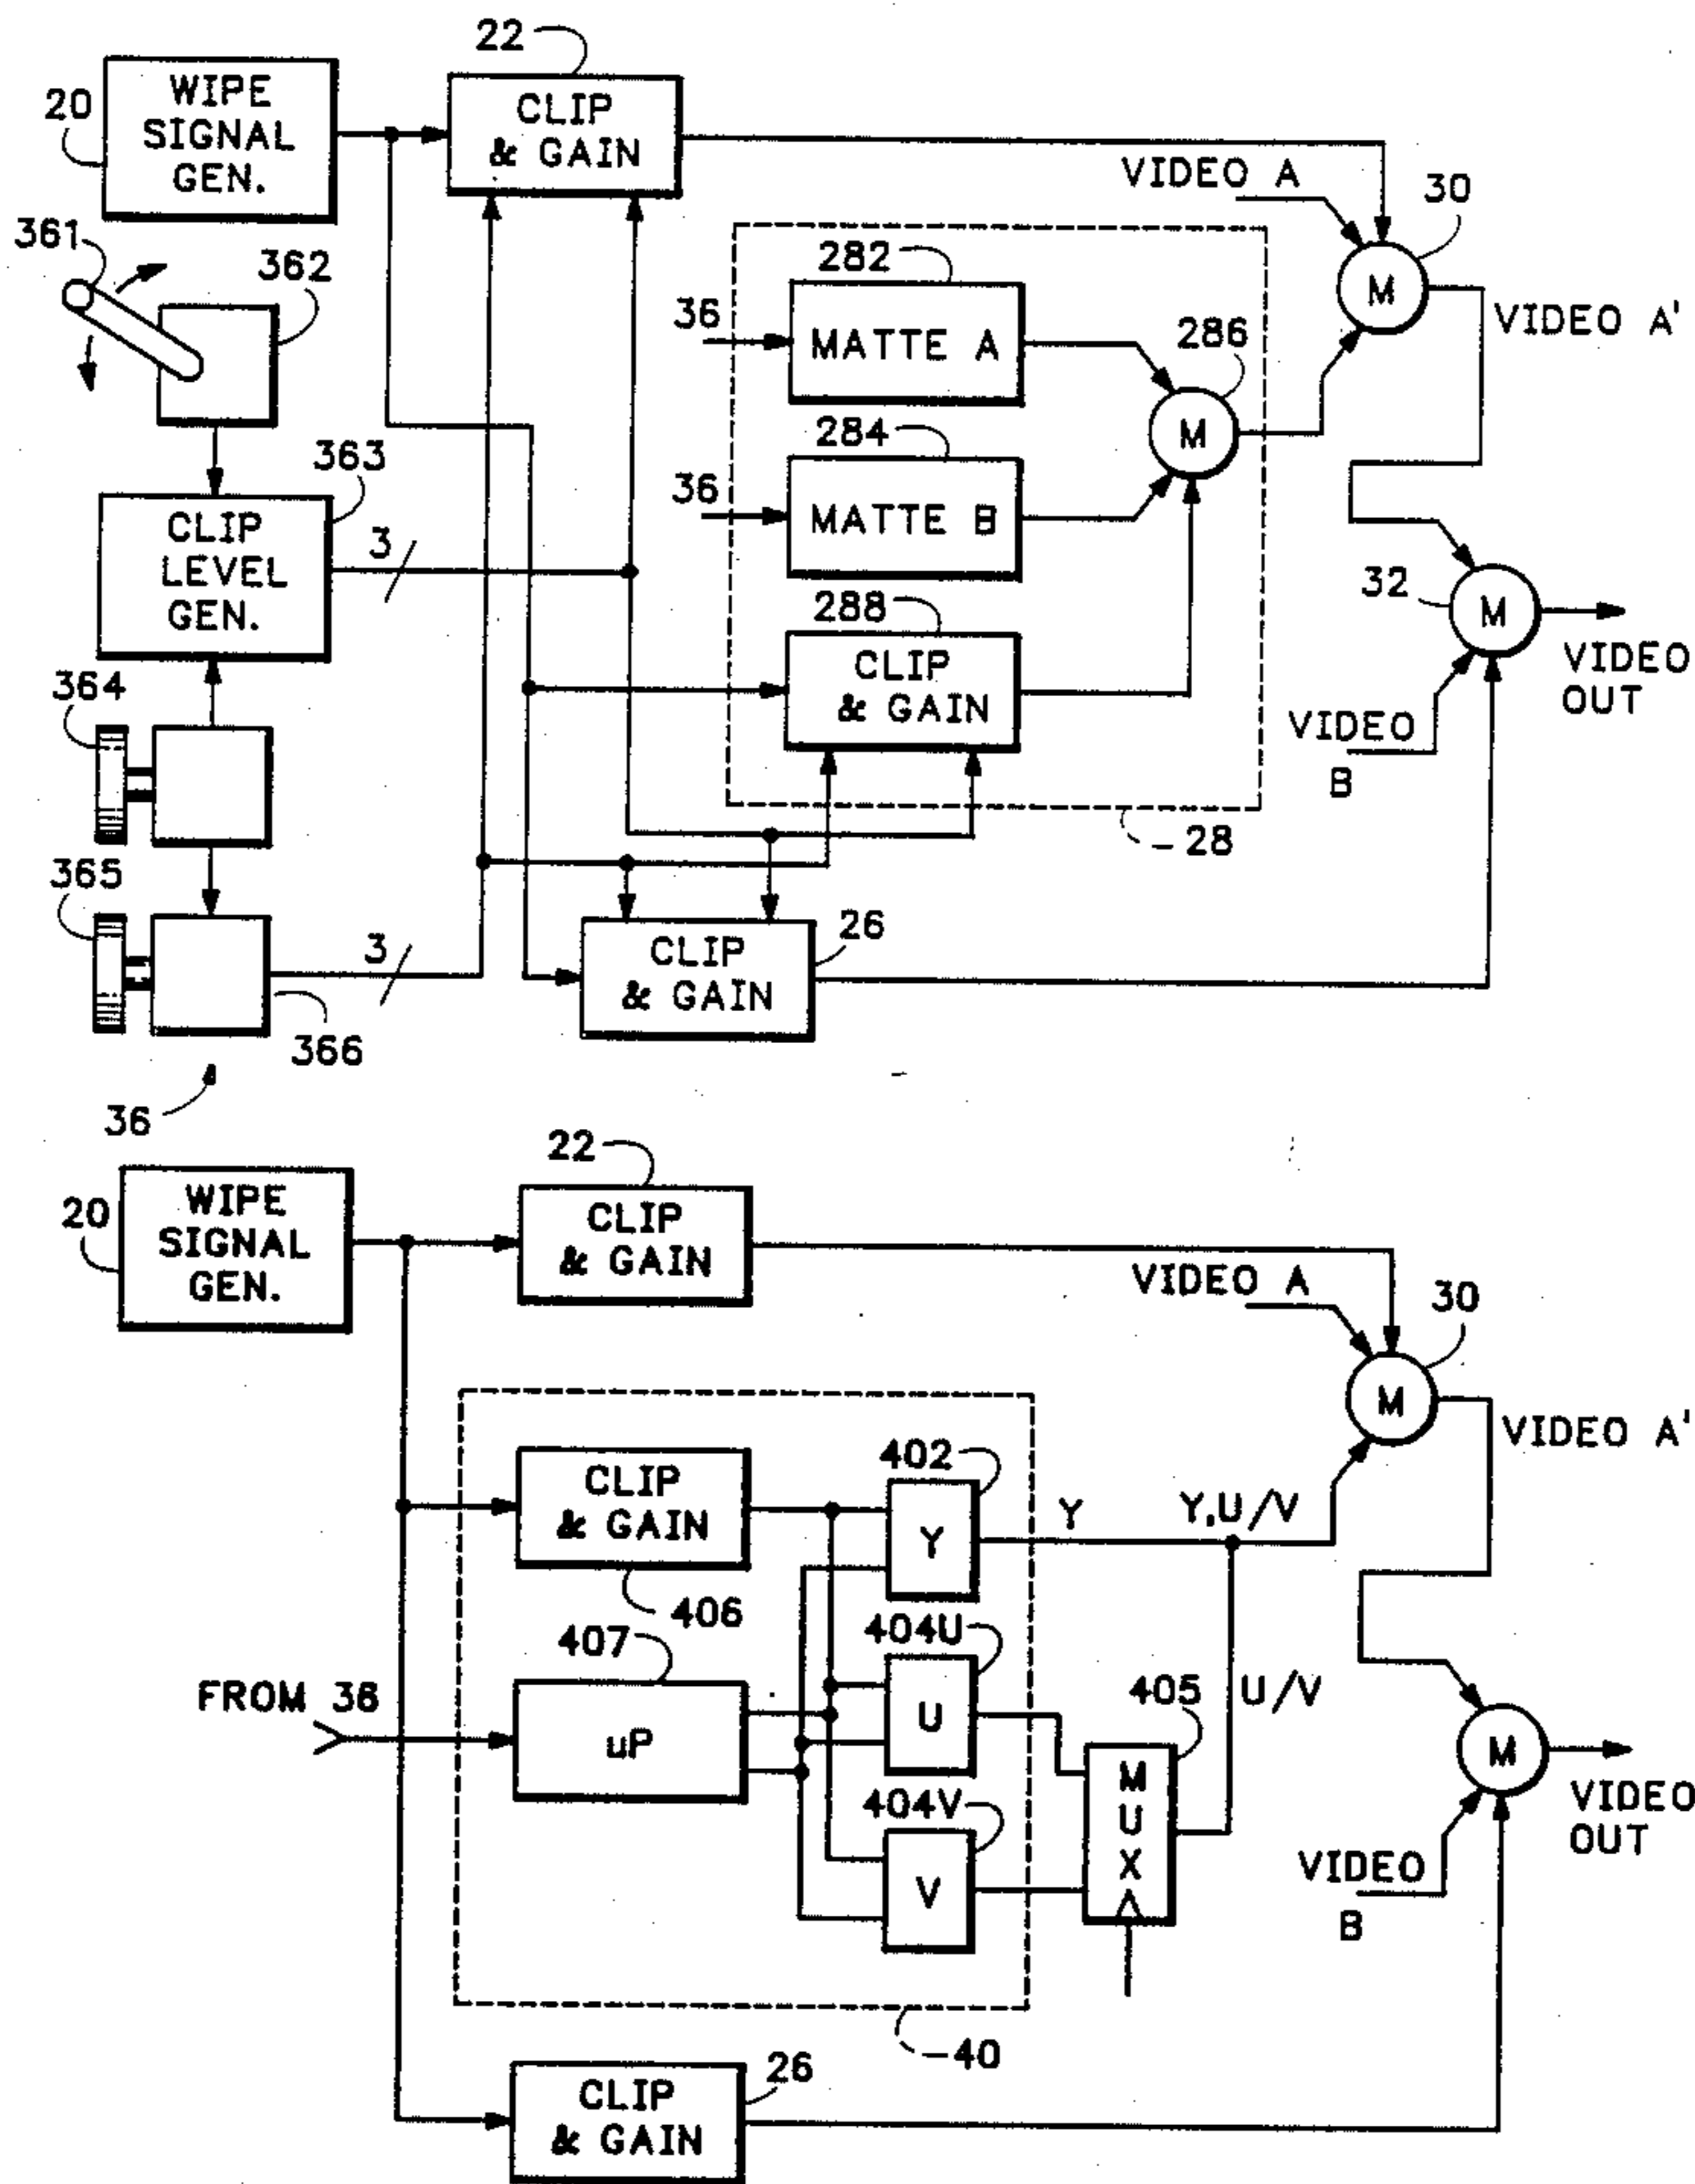 22
WIPE
SIGNAL
GEN.
20
CLIP
& GAIN
VIDEO A
30
M
VIDEO A'
361
362
282
36
MATTE A
286
M
284
36
MATTE B
363
CLIP
LEVEL
GEN.
3
288
CLIP
& GAIN
32
M
VIDEO
OUT
VIDEO
B
364
28
365
3
366
36
CLIP
& GAIN
26
22
WIPE
SIGNAL
GEN.
20
CLIP
& GAIN
VIDEO A
30
M
VIDEO A'
CLIP
& GAIN
406
402
Y
Y
Y,U/V
407
404U
FROM 36
uP
U
405
U/V
MUX
404V
V
M
VIDEO
OUT
VIDEO
B
40
CLIP
& GAIN
26